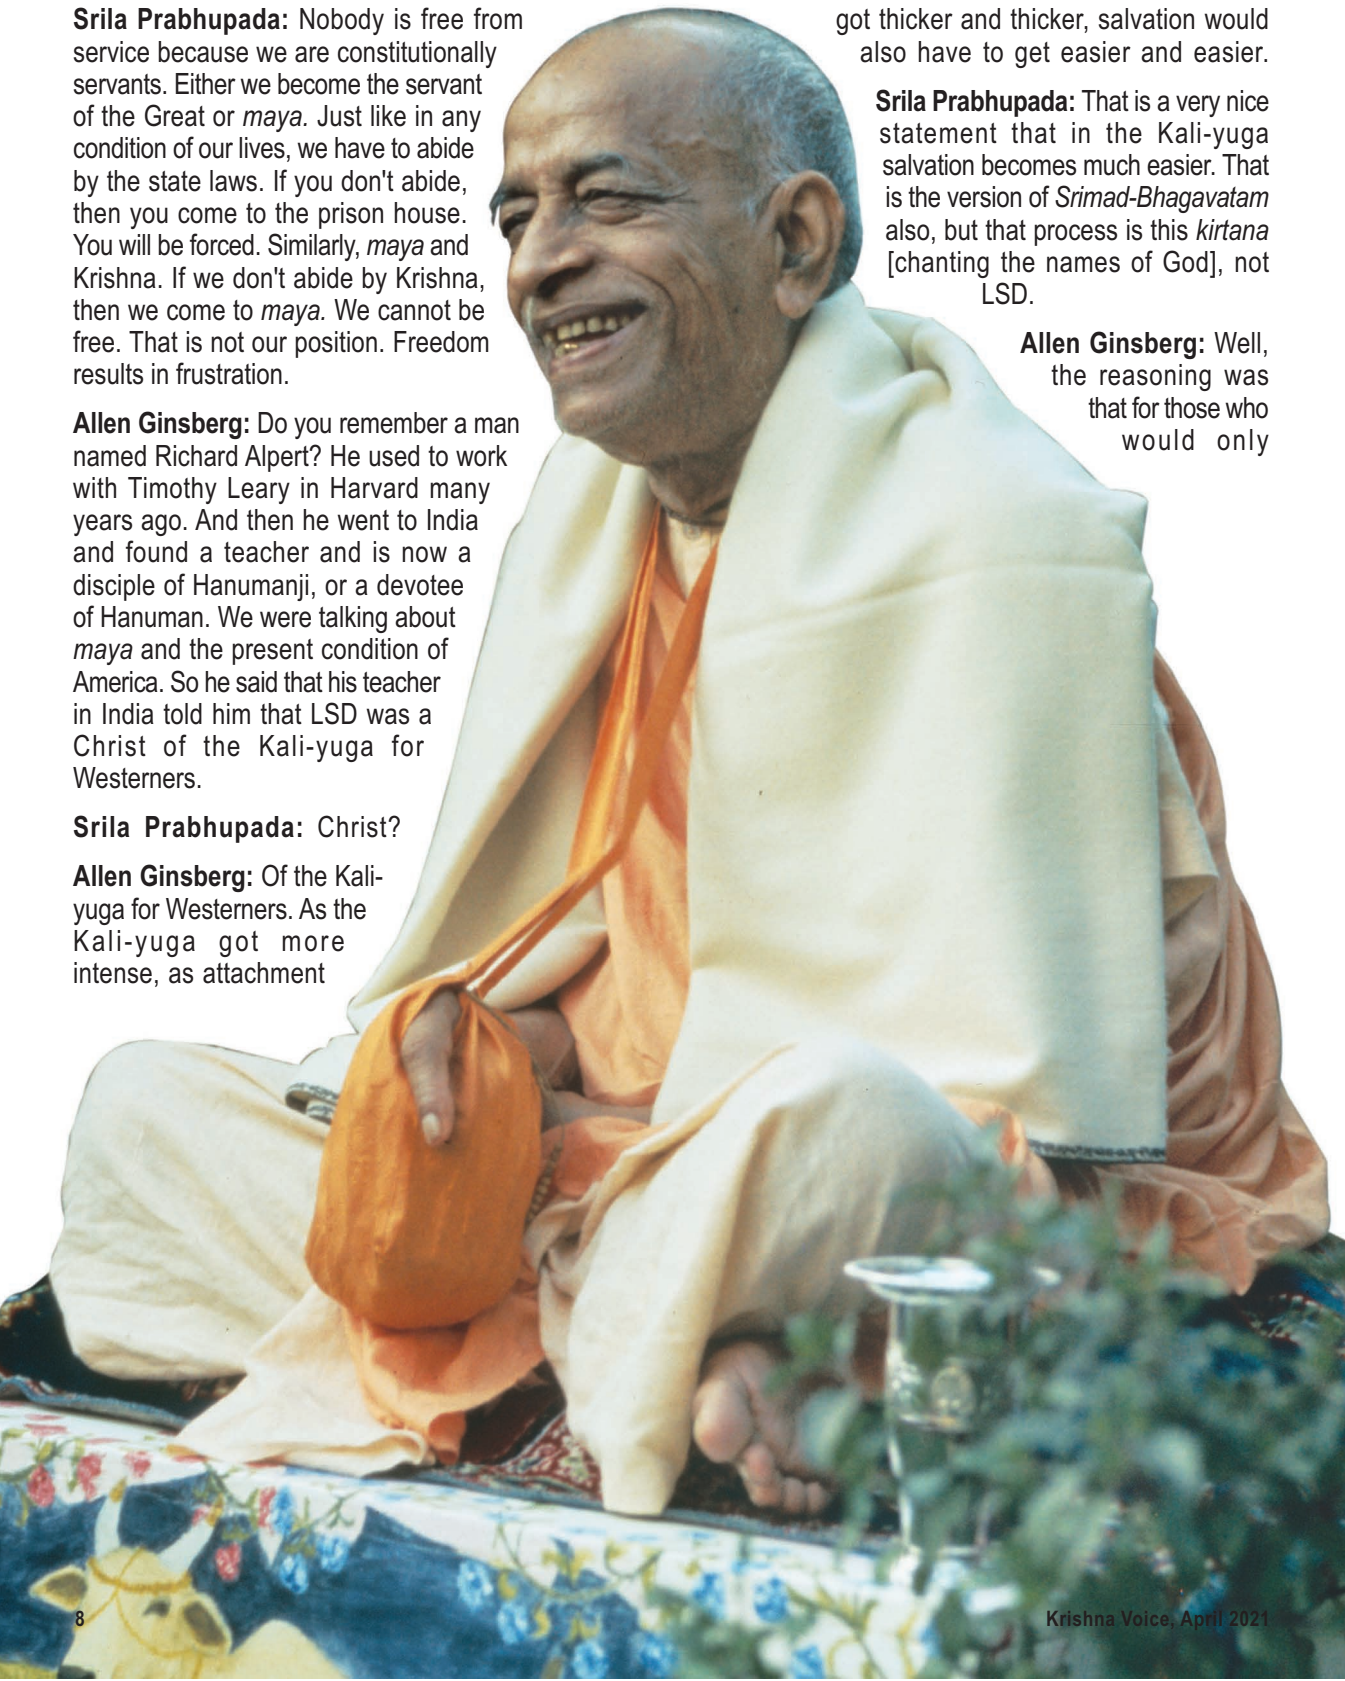 Srila Prabhupada: Nobody is free from
service because we are constitutionally
servants. Either we become the servant
of the Great or maya. Just like in any
condition of our lives, we have to abide
by the state laws. If you don't abide,
then you come to the prison house.
You will be forced. Similarly, maya and
Krishna. If we don't abide by Krishna,
then we come to maya. We cannot be
free. That is not our position. Freedom
results in frustration.
Allen Ginsberg: Do you remember a man
named Richard Alpert? He used to work
with Timothy Leary in Harvard many
years ago. And then he went to India
and found a teacher and is now a
disciple of Hanumanji, or a devotee
of Hanuman. We were talking about
maya and the present condition of
America. So he said that his teacher
in India told him that LSD was a
Christ of the Kali-yuga for
Westerners.
Srila Prabhupada: Christ?
Allen Ginsberg: Of the Kali-
yuga for Westerners. As the
Kali-yuga got more
intense, as attachment
got thicker and thicker, salvation would
also have to get easier and easier.
Srila Prabhupada: That is a very nice
statement that in the Kali-yuga
salvation becomes much easier. That
is the version of Srimad-Bhagavatam
also, but that process is this kirtana
[chanting the names of God], not
LSD.
Allen Ginsberg: Well,
the reasoning was
that for those who
would only
8
Krishna Voice, April 2021